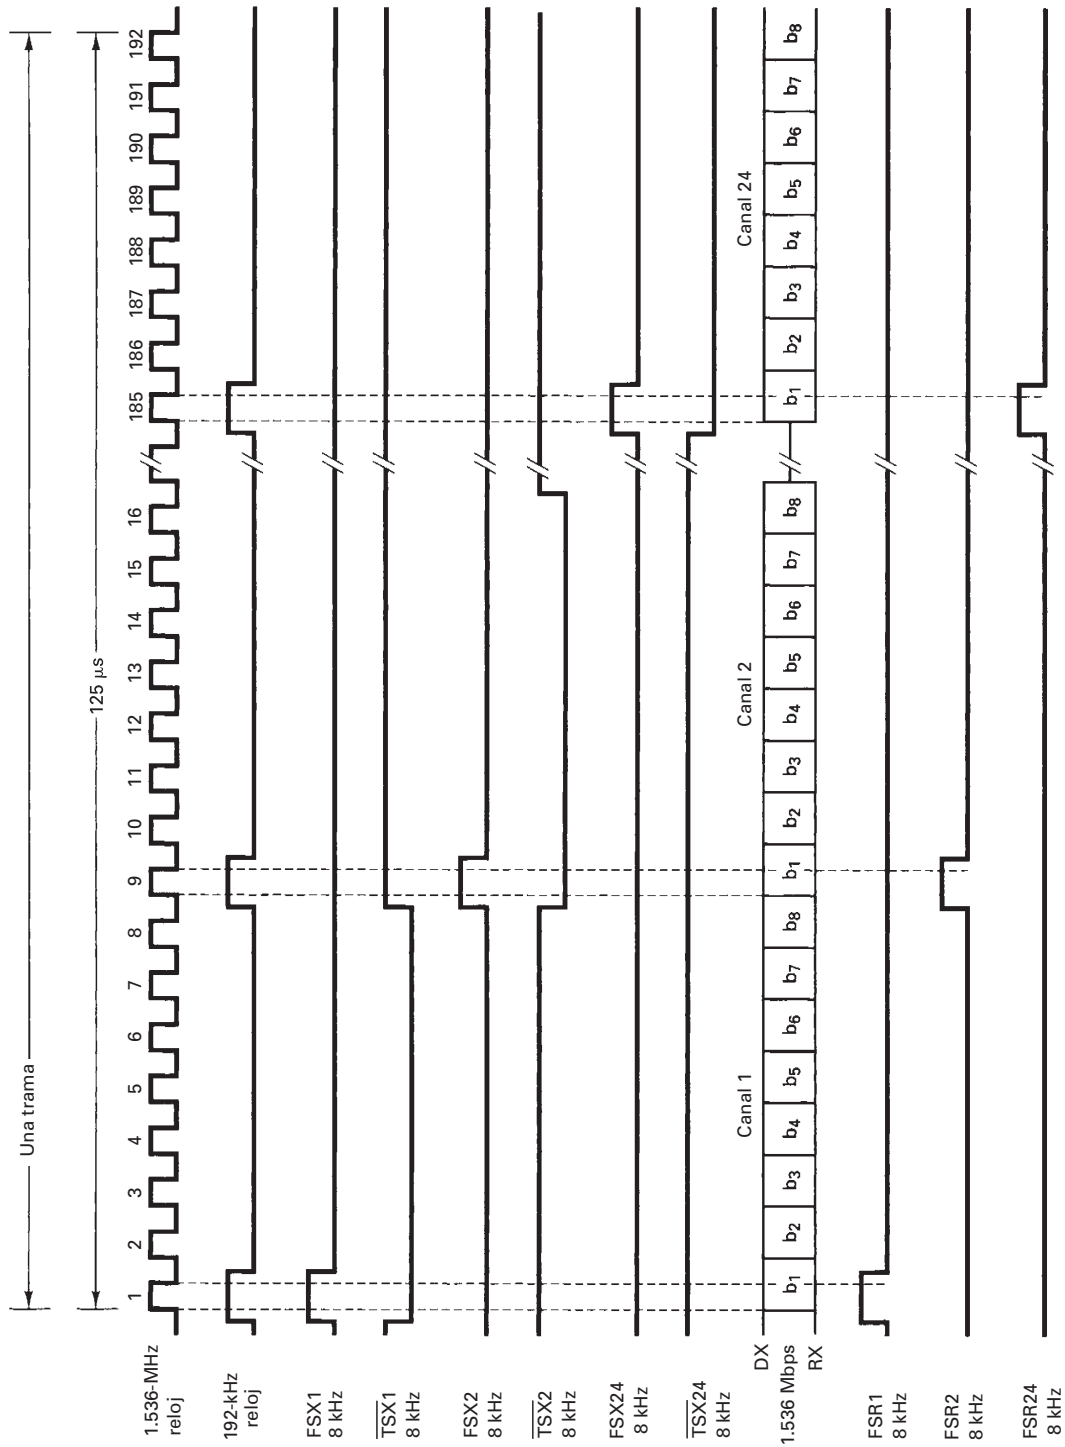 Una trama
125 μs
1.536-MHz
reloj
1 2 3 4 5 6 7 8 9 10 11 12 13 14 15 16 185 186 187 188 189 190 191 192
192-kHz
reloj
FSX1
8 kHz
TSX1
8 kHz
FSX2
8 kHz
TSX2
8 kHz
FSX24
8 kHz
TSX24
8 kHz
Canal 1 Canal 2 Canal 24
DX
1.536 Mbps
RX
b1 b2 b3 b4 b5 b6 b7 b8 b1 b2 b3 b4 b5 b6 b7 b8 b1 b2 b3 b4 b5 b6 b7 b8
FSR1
8 kHz
FSR2
8 kHz
FSR24
8 kHz